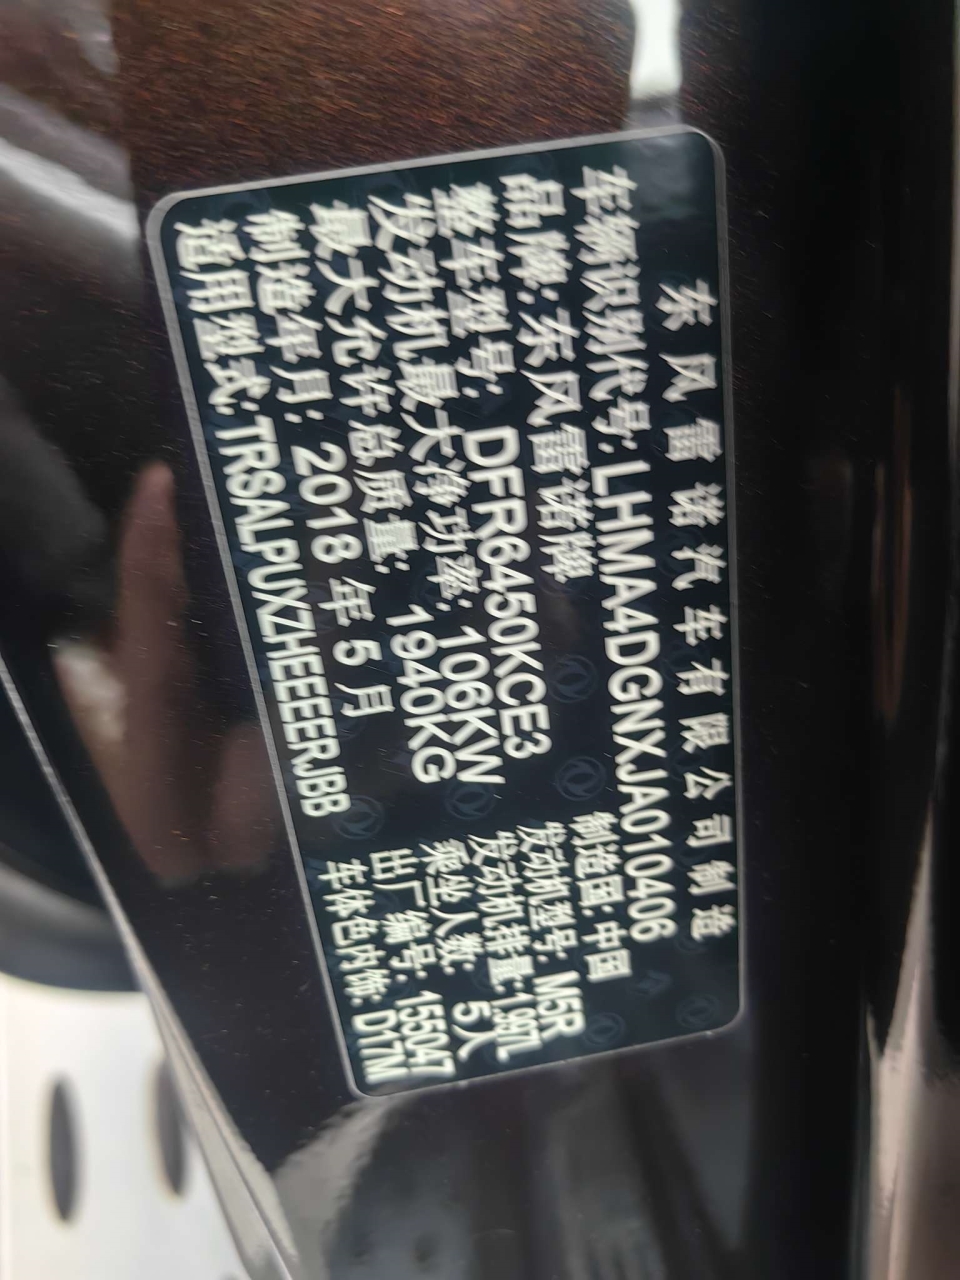 东风雷诺汽车有限公司制造
车辆识别代号:LHMA4DGNXJA010406
品牌:东风雷诺牌 制造国:中国
整车型号:DFR6450KCE3 发动机型号:M5R
发动机最大净功率:106KW 发动机排量:1.997L
最大允许总质量:1940KG 乘坐人数:5人
制造年月:2018年5月 出厂编号:155047
适用型式:TRSALPUXZHEEERJBB 车体色内饰:D17M